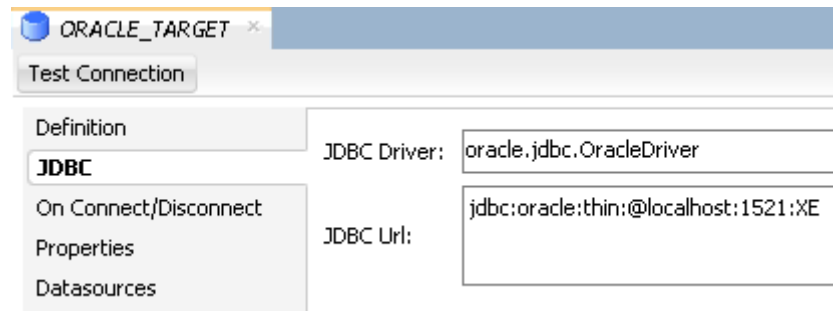 ORACLE_TARGET
Test Connection
Definition
JDBC
On Connect/Disconnect
Properties
Datasources
JDBC Driver: oracle.jdbc.OracleDriver
JDBC Url: jdbc:oracle:thin:@localhost:1521:XE